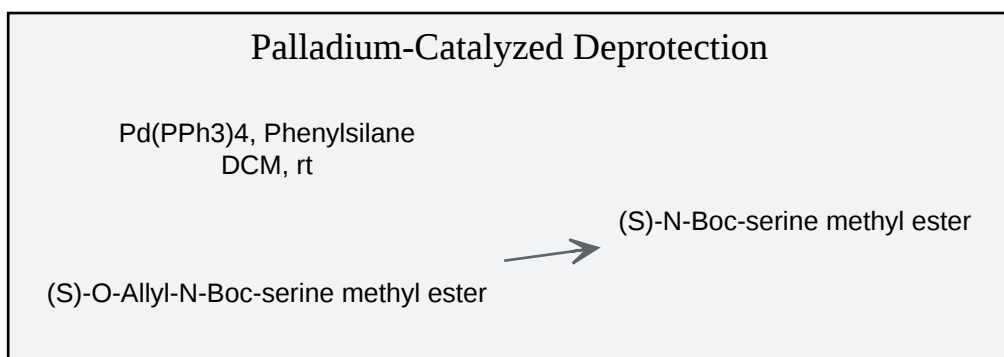 Palladium-Catalyzed Deprotection
Pd(PPh3)4, Phenylsilane
DCM, rt
(S)-N-Boc-serine methyl ester
(S)-O-Allyl-N-Boc-serine methyl ester